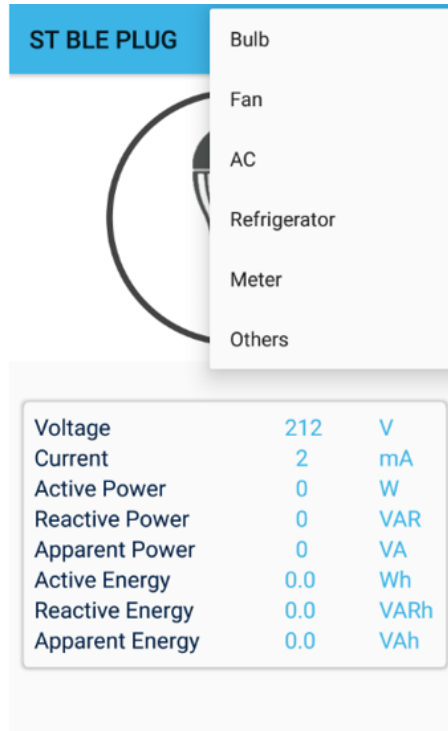 ST BLE PLUG
Bulb
Fan
AC
Refrigerator
Meter
Others
Voltage 212 V
Current 2 mA
Active Power 0 W
Reactive Power 0 VAR
Apparent Power 0 VA
Active Energy 0.0 Wh
Reactive Energy 0.0 VARh
Apparent Energy 0.0 VAh